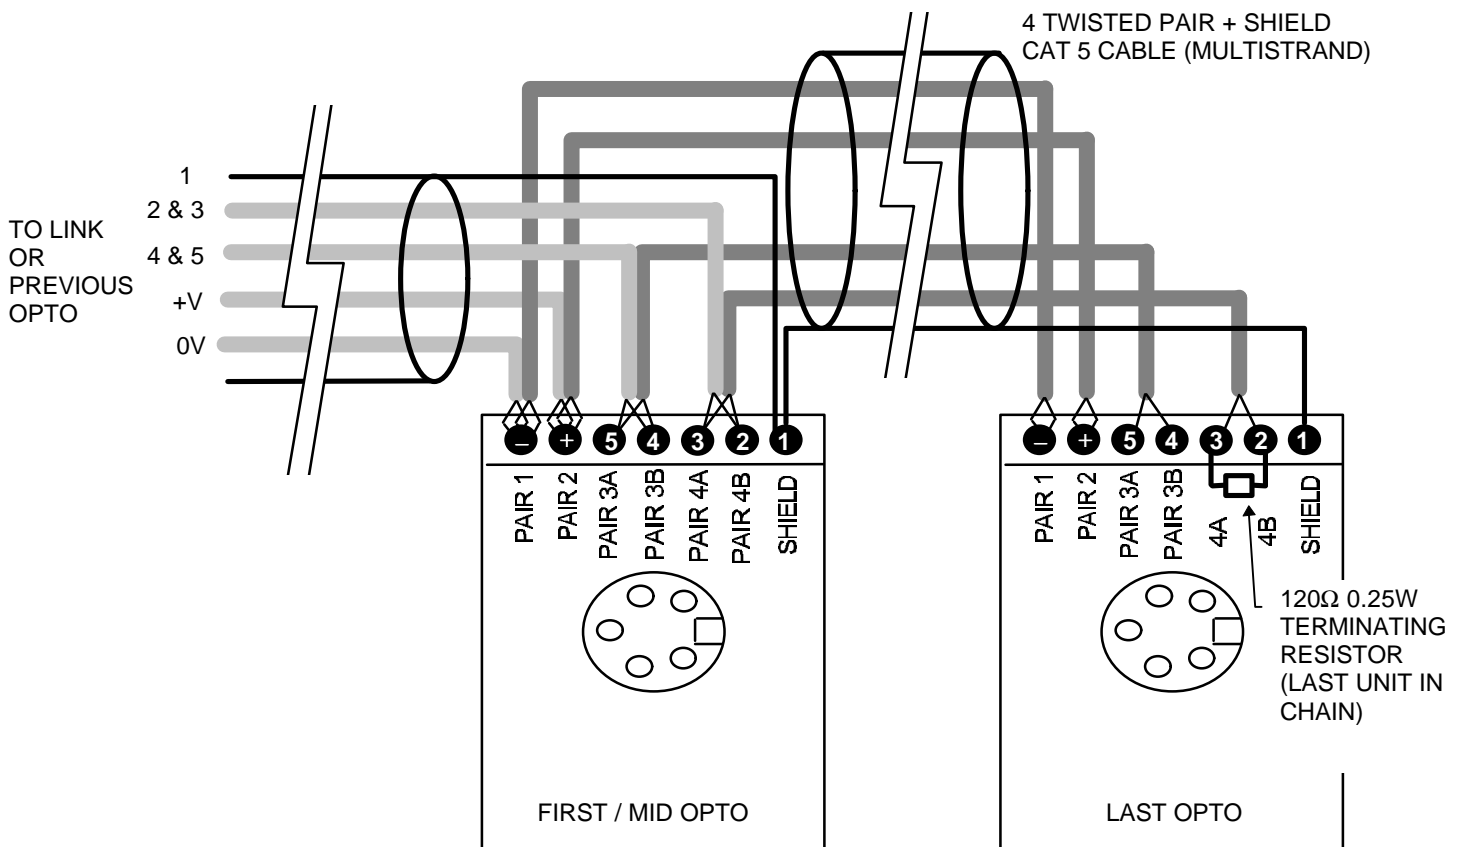 4 TWISTED PAIR + SHIELD
CAT 5 CABLE (MULTISTRAND)
TO LINK
OR
PREVIOUS
OPTO
1
2 & 3
4 & 5
+V
0V
− + 5 4 3 2 1
PAIR 1
PAIR 2
PAIR 3A
PAIR 3B
PAIR 4A
PAIR 4B
SHIELD
FIRST / MID OPTO
− + 5 4 3 2 1
PAIR 1
PAIR 2
PAIR 3A
PAIR 3B
4A
4B
SHIELD
120Ω 0.25W
TERMINATING
RESISTOR
(LAST UNIT IN
CHAIN)
LAST OPTO